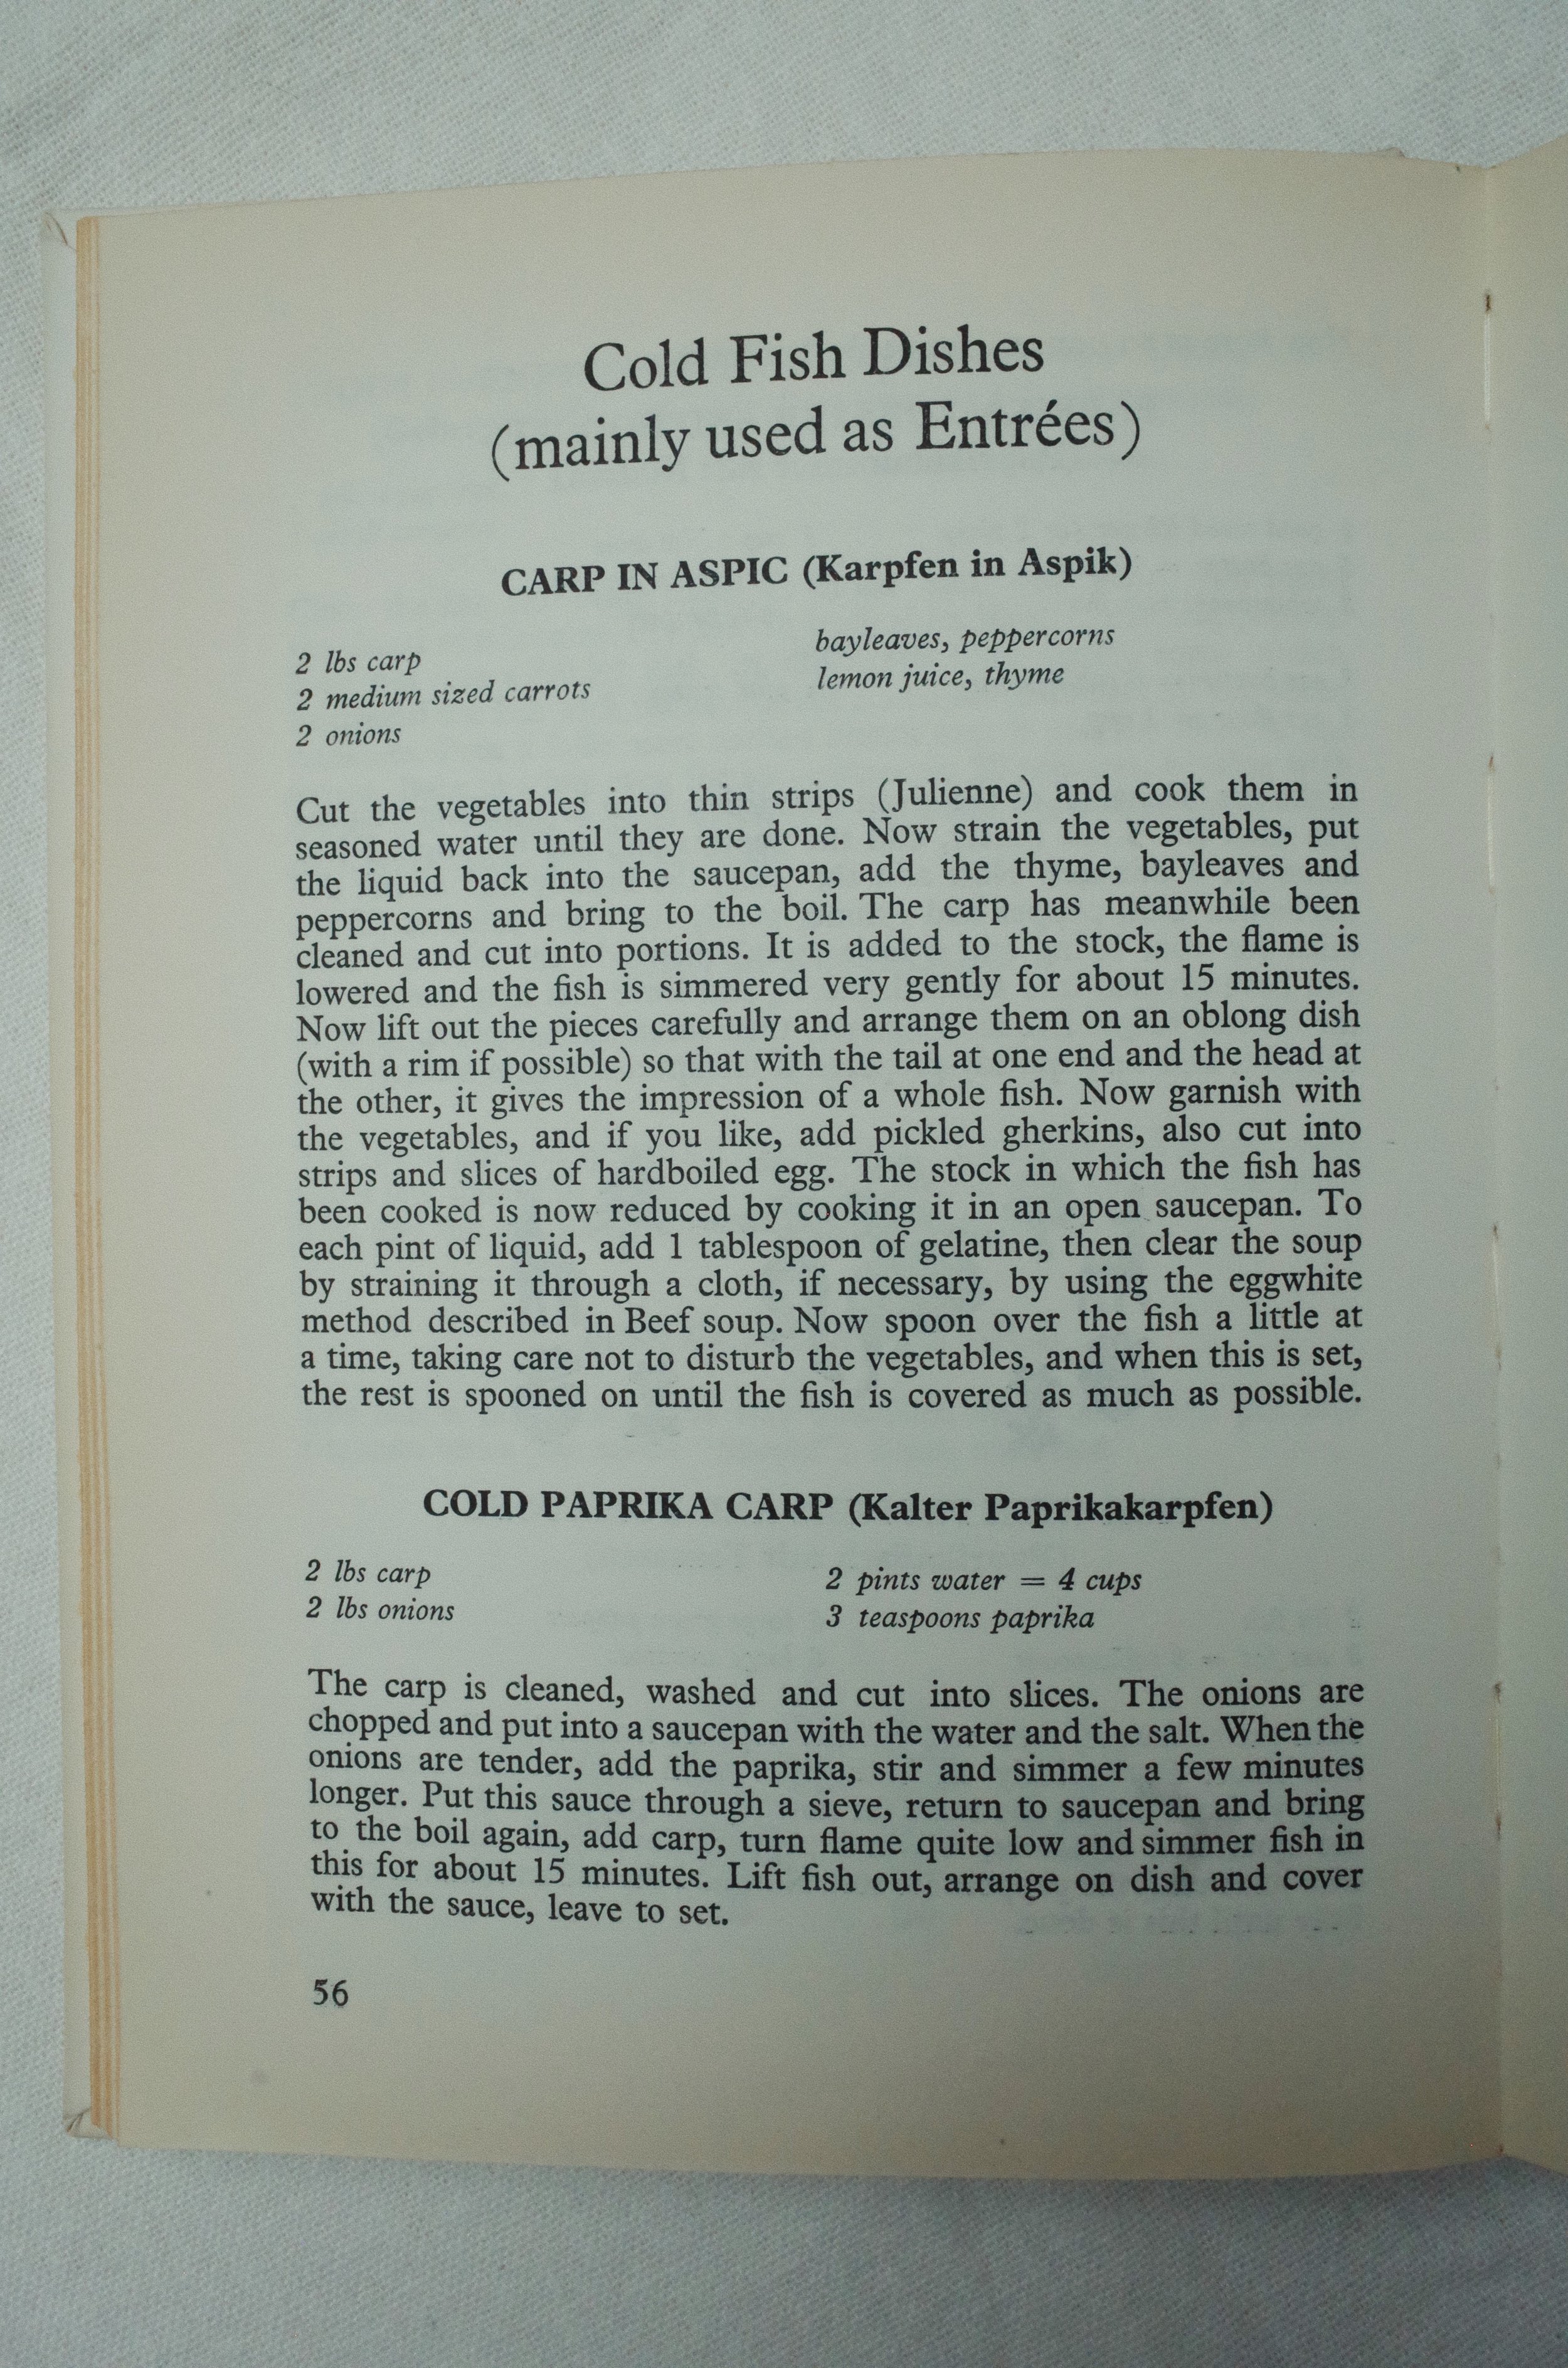 Cold Fish Dishes
(mainly used as Entrées)
CARP IN ASPIC (Karpfen in Aspik)
2 lbs carp
2 medium sized carrots
2 onions
bayleaves, peppercorns
lemon juice, thyme
Cut the vegetables into thin strips (Julienne) and cook them in
seasoned water until they are done. Now strain the vegetables, put
the liquid back into the saucepan, add the thyme, bayleaves and
peppercorns and bring to the boil. The carp has meanwhile been
cleaned and cut into portions. It is added to the stock, the flame is
lowered and the fish is simmered very gently for about 15 minutes.
Now lift out the pieces carefully and arrange them on an oblong dish
(with a rim if possible) so that with the tail at one end and the head at
the other, it gives the impression of a whole fish. Now garnish with
the vegetables, and if you like, add pickled gherkins, also cut into
strips and slices of hardboiled egg. The stock in which the fish has
been cooked is now reduced by cooking it in an open saucepan. To
each pint of liquid, add 1 tablespoon of gelatine, then clear the soup
by straining it through a cloth, if necessary, by using the eggwhite
method described in Beef soup. Now spoon over the fish a little at
a time, taking care not to disturb the vegetables, and when this is set,
the rest is spooned on until the fish is covered as much as possible.
COLD PAPRIKA CARP (Kalter Paprikakarpfen)
2 lbs carp
2 lbs onions
2 pints water = 4 cups
3 teaspoons paprika
The carp is cleaned, washed and cut into slices. The onions are
chopped and put into a saucepan with the water and the salt. When the
onions are tender, add the paprika, stir and simmer a few minutes
longer. Put this sauce through a sieve, return to saucepan and bring
to the boil again, add carp, turn flame quite low and simmer fish in
this for about 15 minutes. Lift fish out, arrange on dish and cover
with the sauce, leave to set.
56